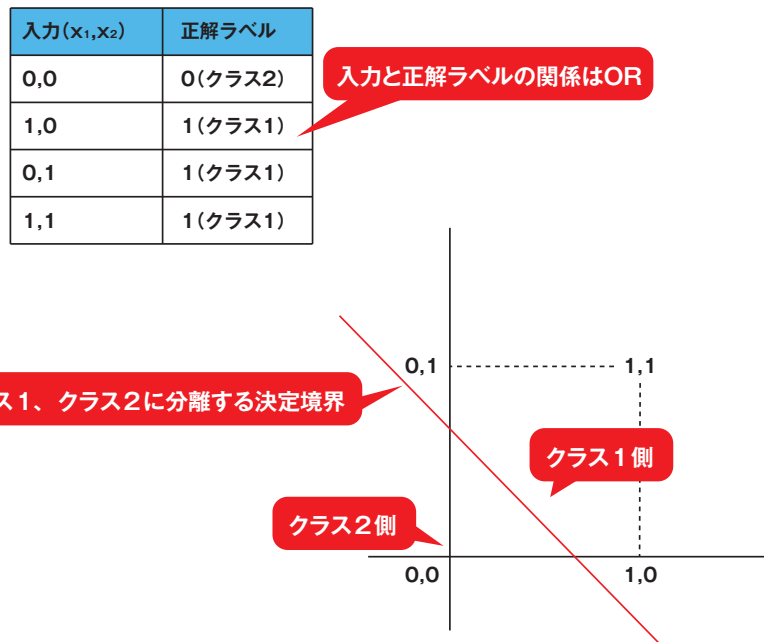 入力(x₁,x₂) 正解ラベル
0,0 0(クラス2)
1,0 1(クラス1)
0,1 1(クラス1)
1,1 1(クラス1)
入力と正解ラベルの関係はOR
0,1 1,1
ス1、クラス2に分離する決定境界
クラス1側
クラス2側
0,0 1,0